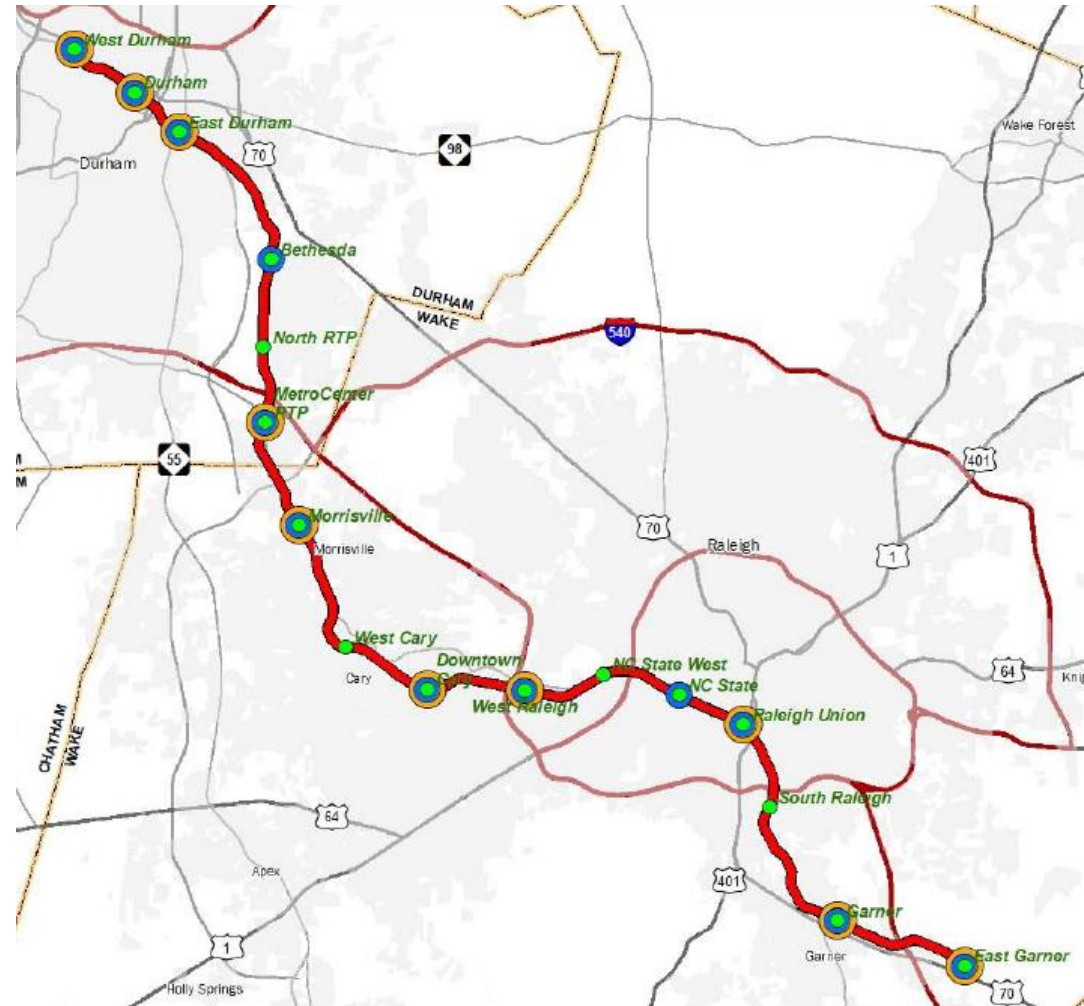 West Durham
Durham
East Durham
Durham
70
98
Wake Forest
Bethesda
DURHAM
WAKE
540
North RTP
MetroCenter
RTP
55
401
Morrisville
Morrisville
70
Raleigh
1
West Cary
Downtown
Cary
Cary
West Raleigh
NC State West
NC State
64
Raleigh Union
CHATHAM
WAKE
South Raleigh
64
Apex
401
Garner
Garner
East Garner
1
Holly Springs
70